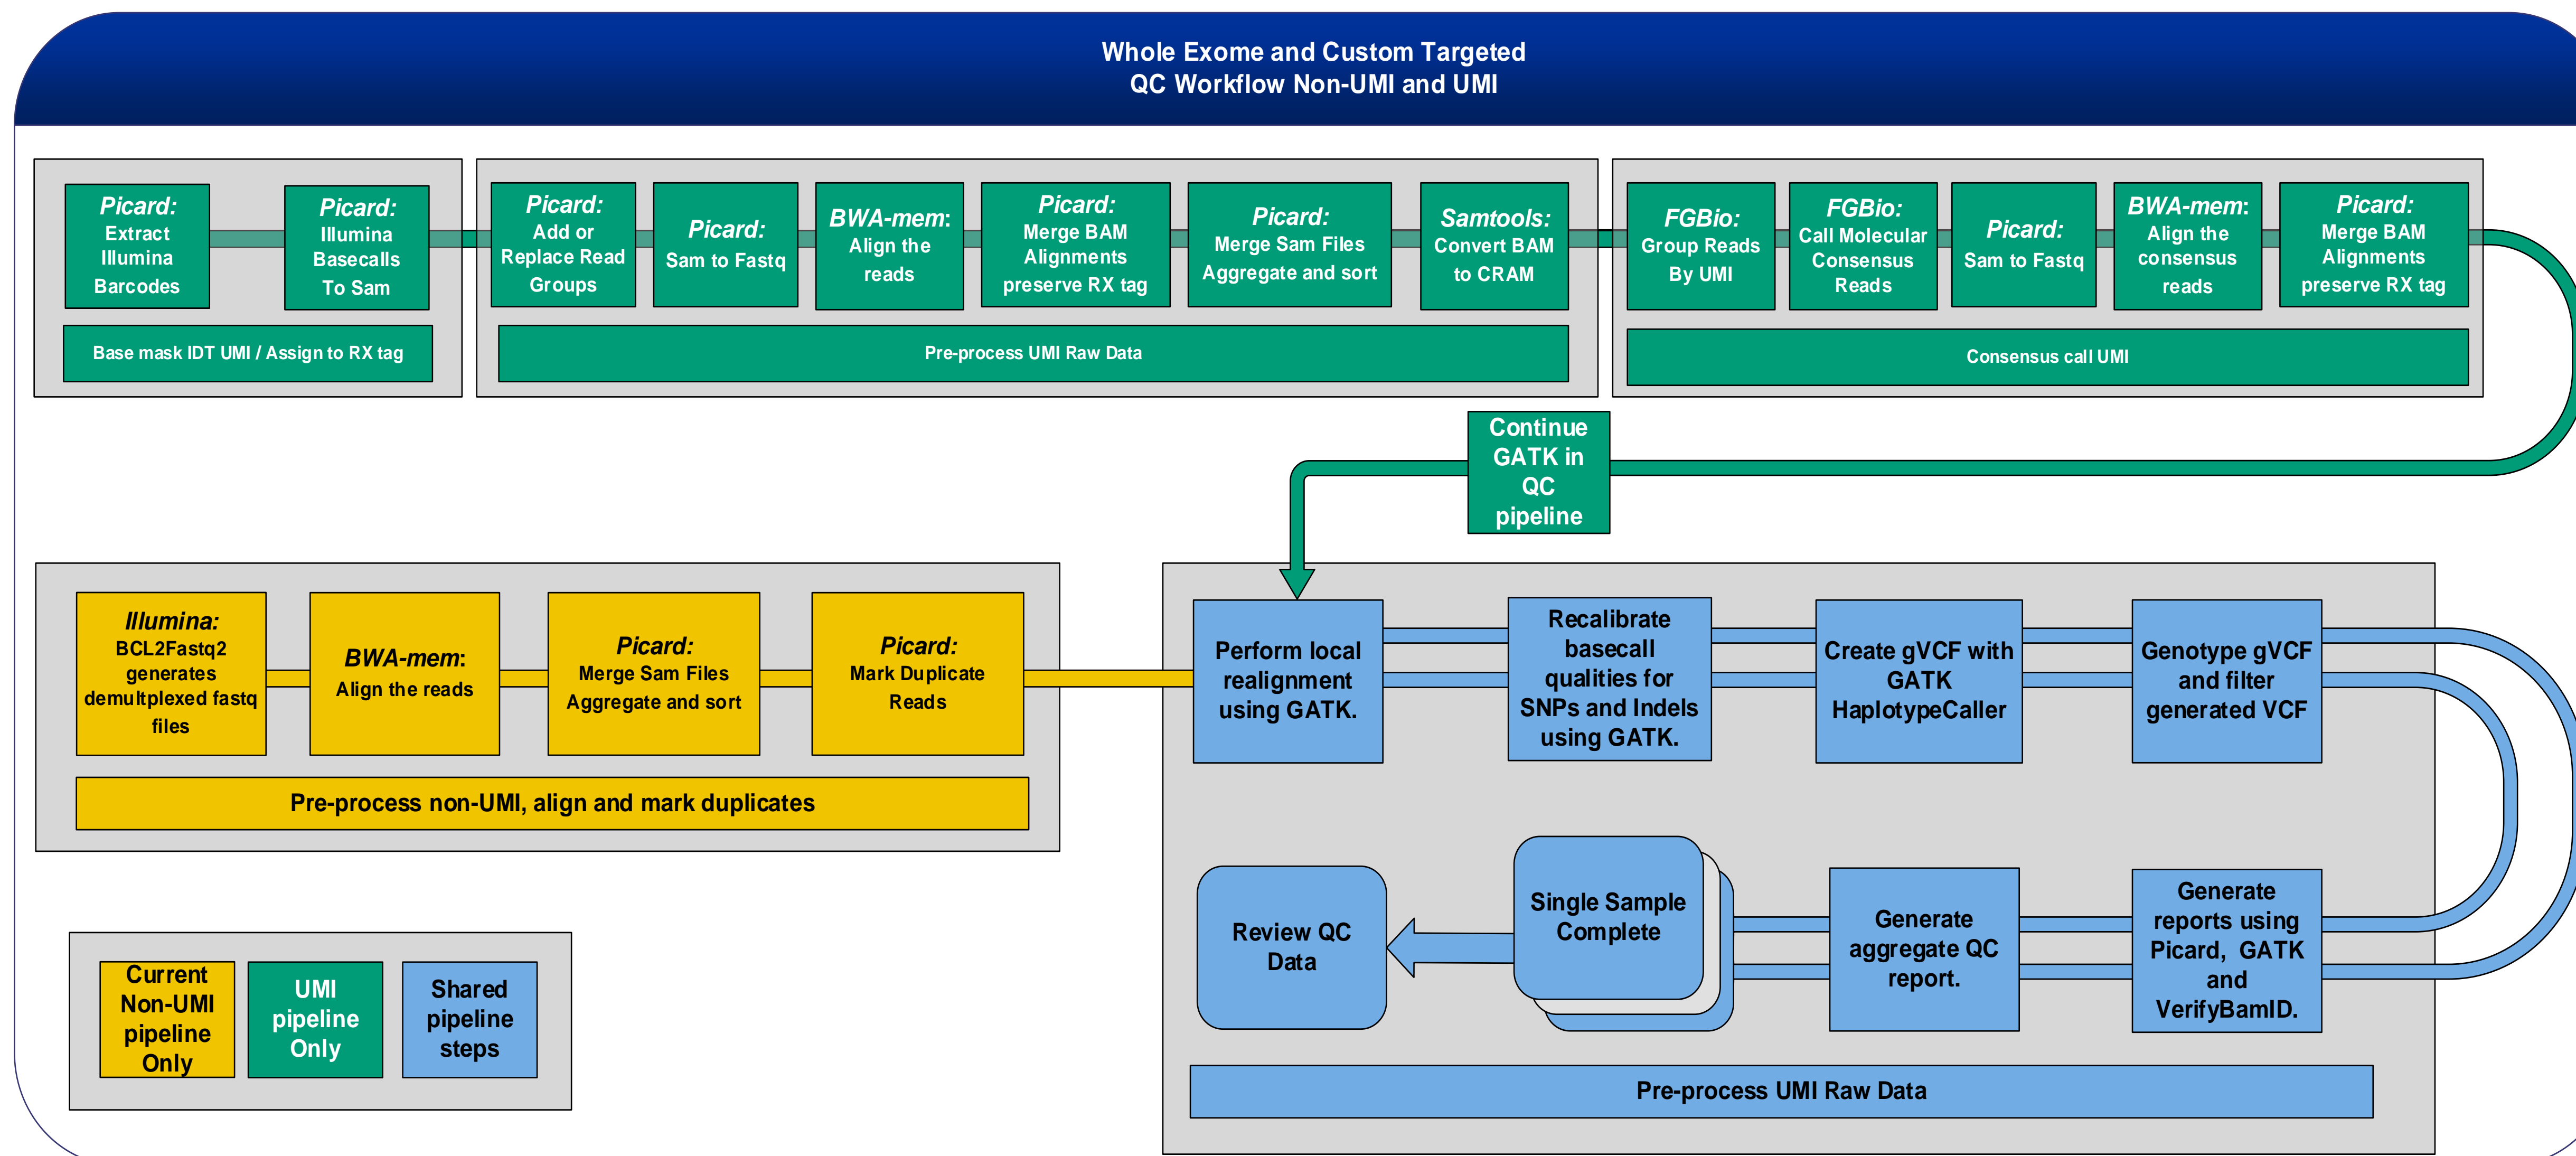 Whole Exome and Custom Targeted
QC Workflow Non-UMI and UMI
Picard:
Extract
Illumina
Barcodes
Picard:
Illumina
Basecalls
To Sam
Base mask IDT UMI / Assign to RX tag
Picard:
Add or
Replace Read
Groups
Picard:
Sam to Fastq
BWA-mem:
Align the
reads
Picard:
Merge BAM
Alignments
preserve RX tag
Picard:
Merge Sam Files
Aggregate and sort
Samtools:
Convert BAM
to CRAM
Pre-process UMI Raw Data
FGBio:
Group Reads
By UMI
FGBio:
Call Molecular
Consensus
Reads
Picard:
Sam to Fastq
BWA-mem:
Align the
consensus
reads
Picard:
Merge BAM
Alignments
preserve RX tag
Consensus call UMI
Continue
GATK in
QC
pipeline
Illumina:
BCL2Fastq2
generates
demultplexed fastq
files
BWA-mem:
Align the reads
Picard:
Merge Sam Files
Aggregate and sort
Picard:
Mark Duplicate
Reads
Pre-process non-UMI, align and mark duplicates
Perform local
realignment
using GATK.
Recalibrate
basecall
qualities for
SNPs and Indels
using GATK.
Create gVCF with
GATK
HaplotypeCaller
Genotype gVCF
and filter
generated VCF
Review QC
Data
Single Sample
Complete
Generate
aggregate QC
report.
Generate
reports using
Picard, GATK
and
VerifyBamID.
Pre-process UMI Raw Data
Current
Non-UMI
pipeline
Only
UMI
pipeline
Only
Shared
pipeline
steps